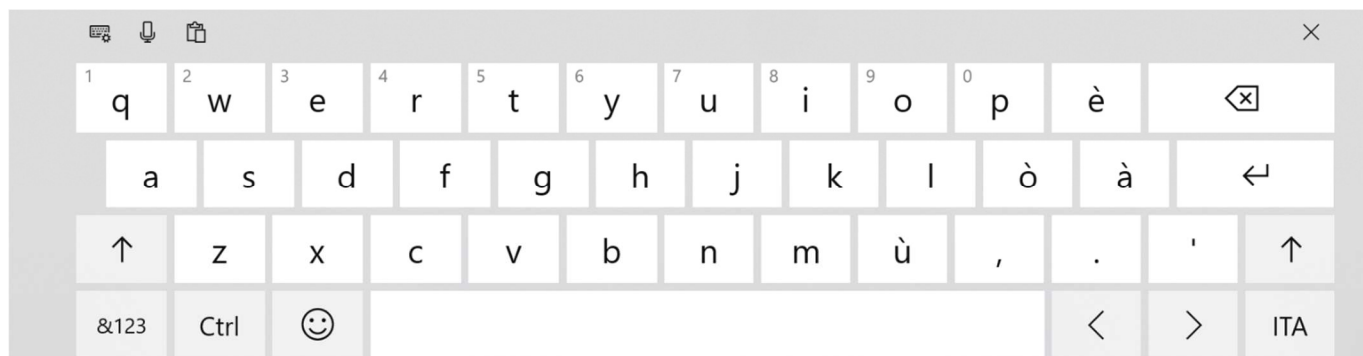 1 q 2 w 3 e 4 r 5 t 6 y 7 u 8 i 9 o 0 p è
a s d f g h j k l ò à
z x c v b n m ù , . '
&123 Ctrl ITA